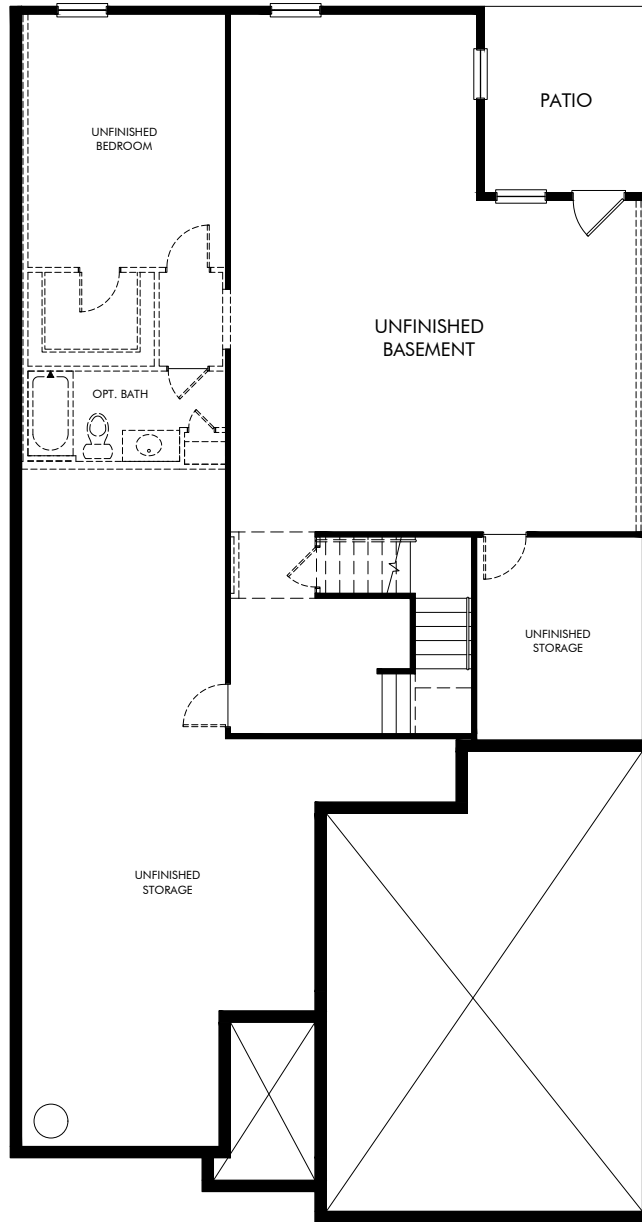 PATIO
UNFINISHED
BEDROOM
UNFINISHED
BASEMENT
OPT. BATH
UNFINISHED
STORAGE
UNFINISHED
STORAGE